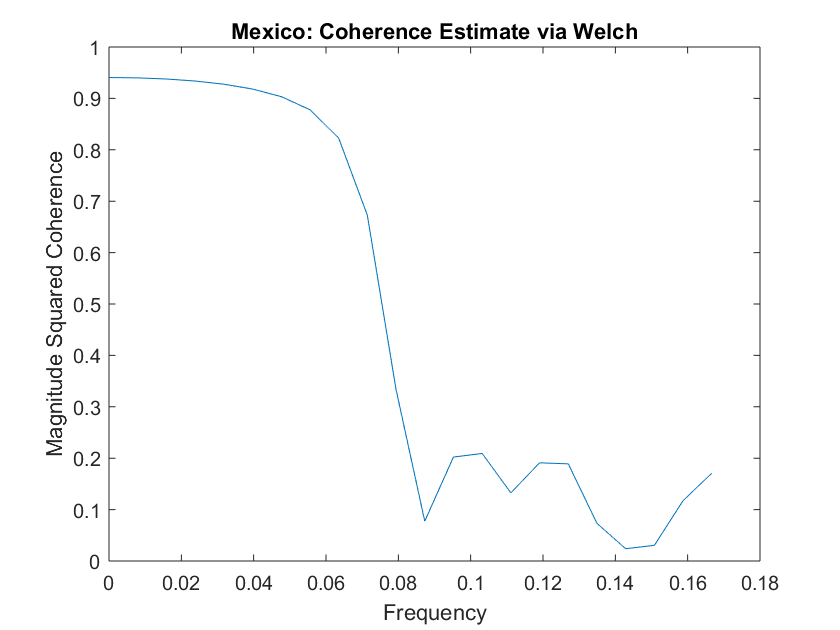 Mexico: Coherence Estimate via Welch
Magnitude Squared Coherence
1
0.9
0.8
0.7
0.6
0.5
0.4
0.3
0.2
0.1
0
0 0.02 0.04 0.06 0.08 0.1 0.12 0.14 0.16 0.18
Frequency